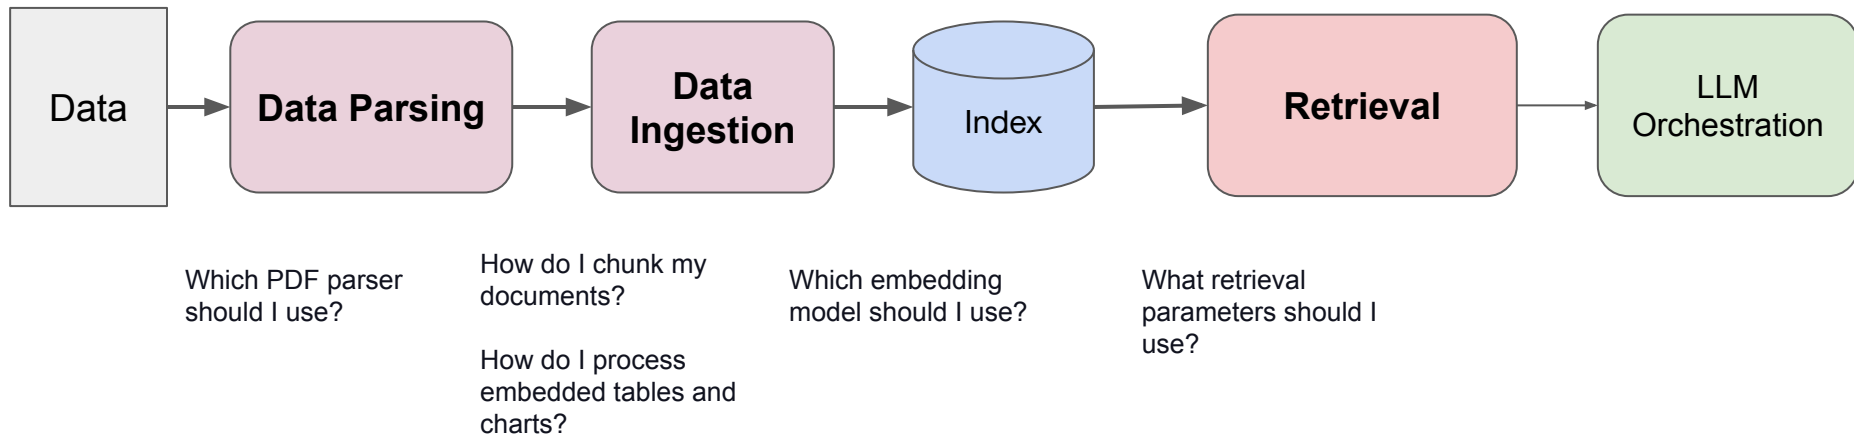 Data
Data Parsing
Data
Ingestion
Index
Retrieval
LLM
Orchestration
Which PDF parser
should I use?
How do I chunk my
documents?
How do I process
embedded tables and
charts?
Which embedding
model should I use?
What retrieval
parameters should I
use?